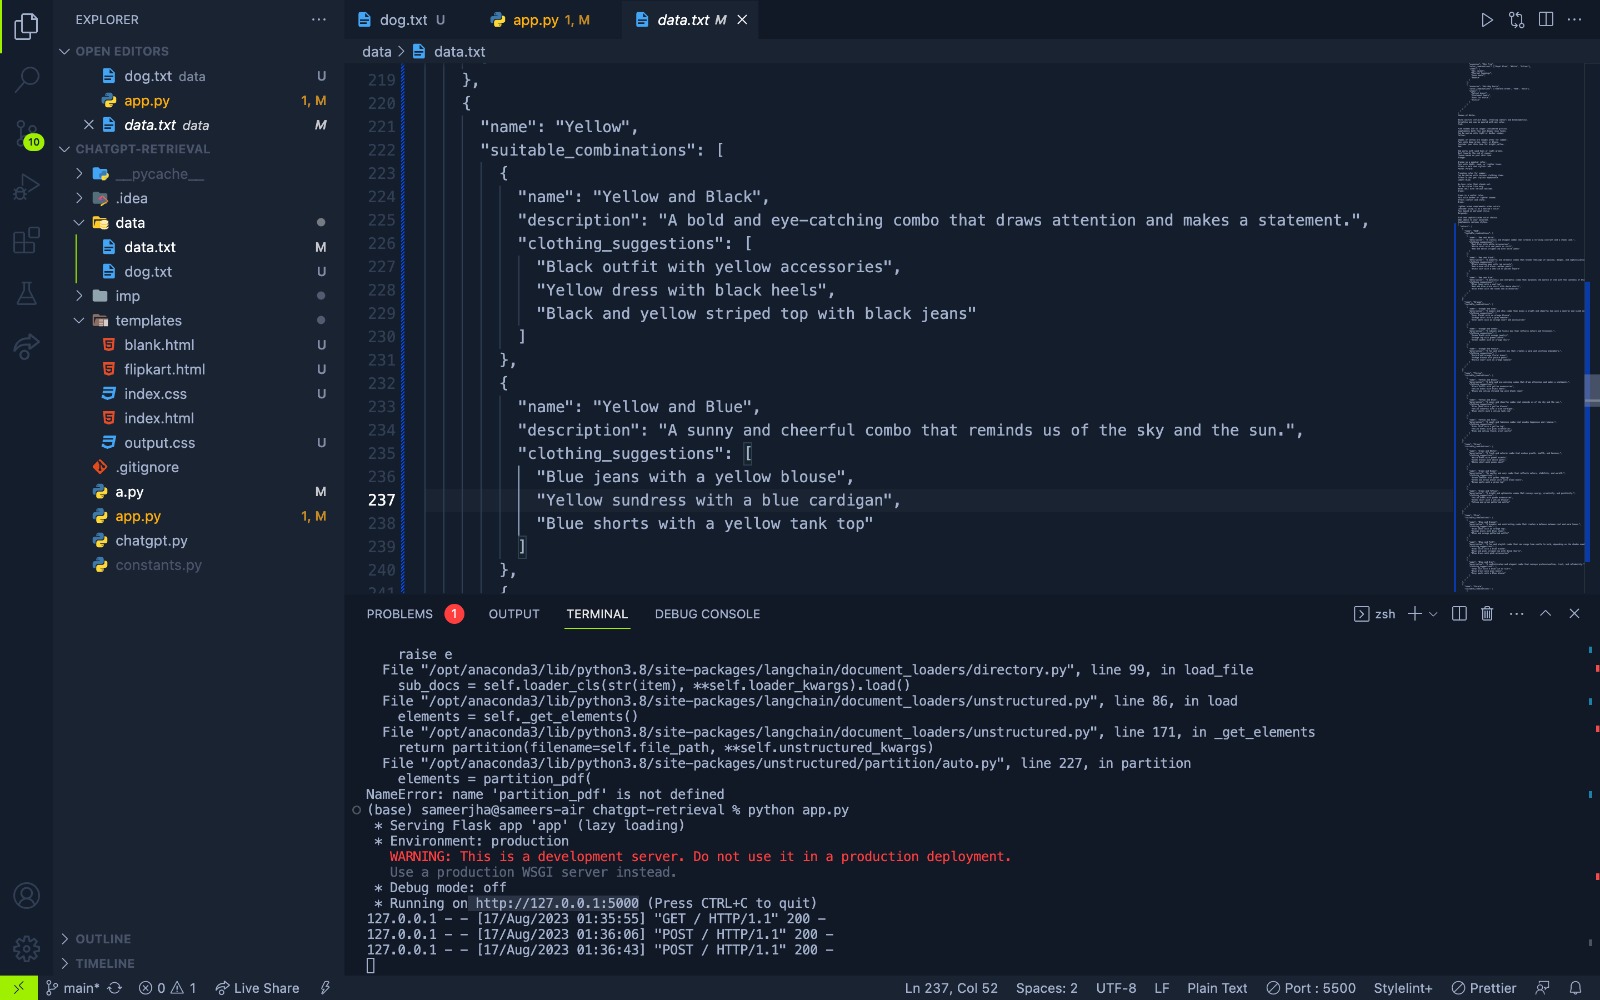 EXPLORER
OPEN EDITORS
dog.txt data U
app.py 1, M
data.txt data M
10
CHATGPT-RETRIEVAL
__pycache__
.idea
data
data.txt M
dog.txt U
imp
templates
blank.html U
flipkart.html U
index.css U
index.html
output.css U
.gitignore
a.py M
app.py 1, M
chatgpt.py
constants.py
OUTLINE
TIMELINE
dog.txt U app.py 1, M data.txt M
data > data.txt
219 },
220 {
221 "name": "Yellow",
222 "suitable_combinations": [
223 {
224 "name": "Yellow and Black",
225 "description": "A bold and eye-catching combo that draws attention and makes a statement.",
226 "clothing_suggestions": [
227 "Black outfit with yellow accessories",
228 "Yellow dress with black heels",
229 "Black and yellow striped top with black jeans"
230 ]
231 },
232 {
233 "name": "Yellow and Blue",
234 "description": "A sunny and cheerful combo that reminds us of the sky and the sun.",
235 "clothing_suggestions": [
236 "Blue jeans with a yellow blouse",
237 "Yellow sundress with a blue cardigan",
238 "Blue shorts with a yellow tank top"
239 ]
240 },
241 {
PROBLEMS 1 OUTPUT TERMINAL DEBUG CONSOLE zsh
raise e
File "/opt/anaconda3/lib/python3.8/site-packages/langchain/document_loaders/directory.py", line 99, in load_file
sub_docs = self.loader_cls(str(item), **self.loader_kwargs).load()
File "/opt/anaconda3/lib/python3.8/site-packages/langchain/document_loaders/unstructured.py", line 86, in load
elements = self._get_elements()
File "/opt/anaconda3/lib/python3.8/site-packages/langchain/document_loaders/unstructured.py", line 171, in _get_elements
return partition(filename=self.file_path, **self.unstructured_kwargs)
File "/opt/anaconda3/lib/python3.8/site-packages/unstructured/partition/auto.py", line 227, in partition
elements = partition_pdf(
NameError: name 'partition_pdf' is not defined
(base) sameerjha@sameers-air chatgpt-retrieval % python app.py
* Serving Flask app 'app' (lazy loading)
* Environment: production
WARNING: This is a development server. Do not use it in a production deployment.
Use a production WSGI server instead.
* Debug mode: off
* Running on http://127.0.0.1:5000 (Press CTRL+C to quit)
127.0.0.1 - - [17/Aug/2023 01:35:55] "GET / HTTP/1.1" 200 -
127.0.0.1 - - [17/Aug/2023 01:36:06] "POST / HTTP/1.1" 200 -
127.0.0.1 - - [17/Aug/2023 01:36:43] "POST / HTTP/1.1" 200 -
main* 0 1 Live Share Ln 237, Col 52 Spaces: 2 UTF-8 LF Plain Text Port : 5500 Stylelint+ Prettier